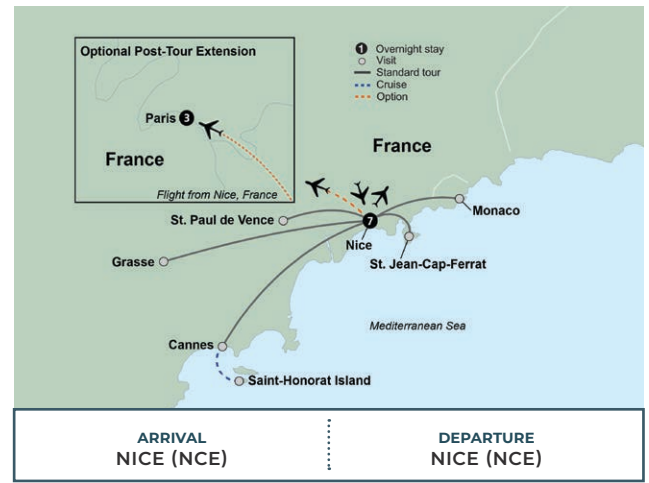 Optional Post-Tour Extension
Paris 3
France
Flight from Nice, France
1 Overnight stay
Visit
Standard tour
Cruise
Option
France
St. Paul de Vence
7
Monaco
Nice
Grasse
St. Jean-Cap-Ferrat
Mediterranean Sea
Cannes
Saint-Honorat Island
ARRIVAL
NICE (NCE)
DEPARTURE
NICE (NCE)